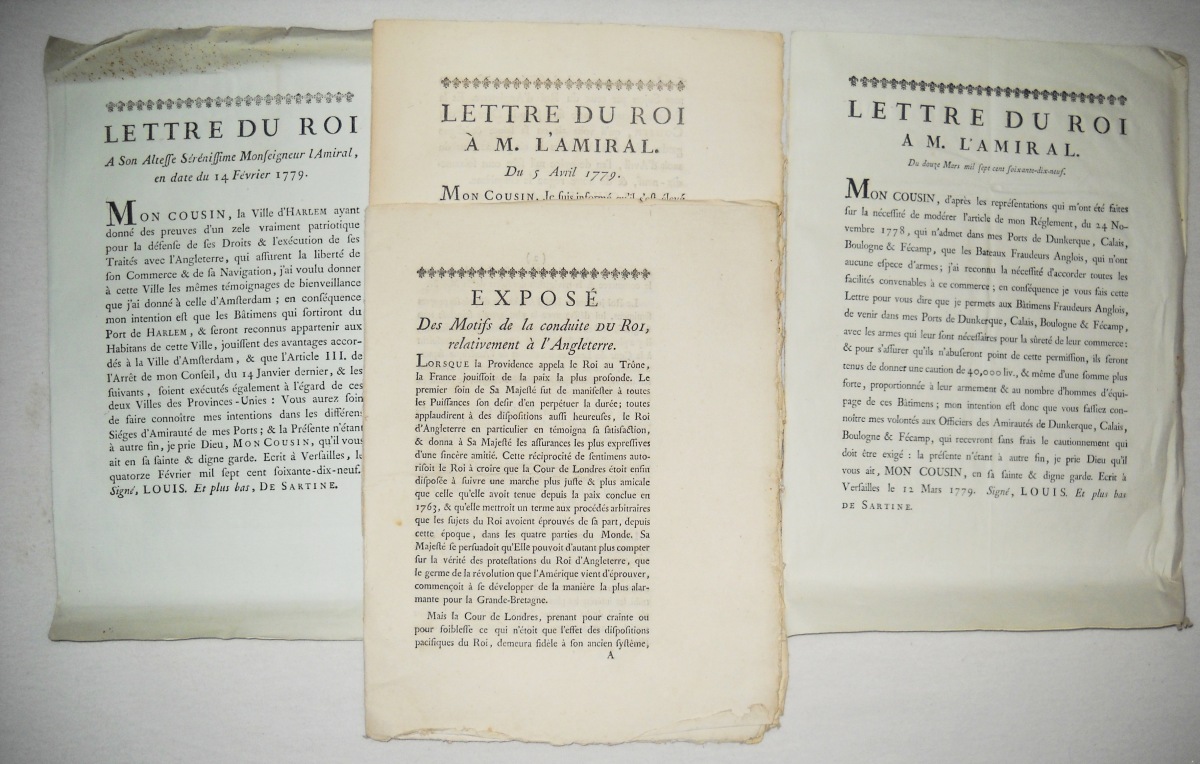 LETTRE DU ROI
A Son Alteſſe Séréniſſime Monſeigneur l'Amiral,
en date du 14 Février 1779.
MON COUSIN, la Ville d'HARLEM ayant
donné des preuves d'un zele vraiment patriotique
pour la défenſe de ſes Droits & l'exécution de ſes
Traités avec l'Angleterre, qui aſſurent la liberté de
ſon Commerce & de ſa Navigation, j'ai voulu donner
à cette Ville les mêmes témoignages de bienveillance
que j'ai donné à celle d'Amſterdam ; en conſéquence
mon intention eſt que les Bâtimens qui ſortiront du
Port de HARLEM, & ſeront reconnus appartenir aux
Habitans de cette Ville, jouiſſent des avantages accor-
dés à la Ville d'Amſterdam, & que l'Article III. de
l'Arrêt de mon Conſeil, du 14 Janvier dernier, & les
ſuivants, ſoient exécutés également à l'égard de ces
deux Villes des Provinces-Unies : Vous aurez ſoin
de faire connoître mes intentions dans les différens
Siéges d'Amirauté de mes Ports ; & la Préſente n'étant
à autre fin, je prie Dieu, MON COUSIN, qu'il vous
ait en ſa ſainte & digne garde. Ecrit à Verſailles, le
quatorze Février mil ſept cent ſoixante-dix-neuf.
Signé, LOUIS. Et plus bas, DE SARTINE.
LETTRE DU ROI
À M. L'AMIRAL.
Du 5 Avril 1779.
MON COUSIN, Je ſuis informé qu'il s'eſt élevé
EXPOSÉ
Des Motifs de la conduite DU ROI,
relativement à l'Angleterre.
LORSQUE la Providence appela le Roi au Trône,
la France jouiſſoit de la paix la plus profonde. Le
premier ſoin de Sa Majeſté fut de manifeſter à toutes
les Puiſſances ſon deſir d'en perpétuer la durée ; toutes
applaudirent à des diſpoſitions auſſi heureuſes, le Roi
d'Angleterre en particulier en témoigna ſa ſatisfaction,
& donna à Sa Majeſté les aſſurances les plus expreſſives
d'une ſincère amitié. Cette réciprocité de ſentimens auto-
riſoit le Roi à croire que la Cour de Londres étoit enfin
diſpoſée à ſuivre une marche plus juſte & plus amicale
que celle qu'elle avoit tenue depuis la paix conclue en
1763, & qu'elle mettroit un terme aux procédés arbitraires
que les ſujets du Roi avoient éprouvés de ſa part, depuis
cette époque, dans les quatre parties du Monde. Sa
Majeſté ſe perſuadoit qu'Elle pouvoit d'autant plus compter
ſur la vérité des proteſtations du Roi d'Angleterre, que
le germe de la révolution que l'Amérique vient d'éprouver,
commençoit à ſe développer de la manière la plus alar-
mante pour la Grande-Bretagne.
Mais la Cour de Londres, prenant pour crainte ou
pour foibleſſe ce qui n'étoit que l'effet des diſpoſitions
pacifiques du Roi, demeura fidèle à ſon ancien ſyſtème,
A
LETTRE DU ROI
A M. L'AMIRAL.
Du douze Mars mil ſept cent ſoixante-dix-neuf.
MON COUSIN, d'après les repréſentations qui m'ont été faites
ſur la néceſſité de modérer l'article de mon Réglement, du 24 No-
vembre 1778, qui n'admet dans mes Ports de Dunkerque, Calais,
Boulogne & Fécamp, que les Bateaux Fraudeurs Anglois, qui n'ont
aucune eſpece d'armes ; j'ai reconnu la néceſſité d'accorder toutes les
facilités convenables à ce commerce ; en conſéquence je vous fais cette
Lettre pour vous dire que je permets aux Bâtimens Fraudeurs Anglois,
de venir dans mes Ports de Dunkerque, Calais, Boulogne & Fécamp,
avec les armes qui leur ſont néceſſaires pour la sûreté de leur commerce :
& pour s'aſſurer qu'ils n'abuſeront point de cette permiſſion, ils ſeront
tenus de donner une caution de 40,000 liv., & même d'une ſomme plus
forte, proportionnée à leur armement & au nombre d'hommes d'équi-
page de ces Bâtimens ; mon intention eſt donc que vous faſſiez con-
noître mes volontés aux Officiers des Amirautés de Dunkerque, Calais,
Boulogne & Fécamp, qui recevront ſans frais le cautionnement qui
doit être exigé : la préſente n'étant à autre fin, je prie Dieu qu'il
vous ait, MON COUSIN, en ſa ſainte & digne garde. Ecrit à
Verſailles le 12 Mars 1779. Signé, LOUIS. Et plus bas
DE SARTINE.